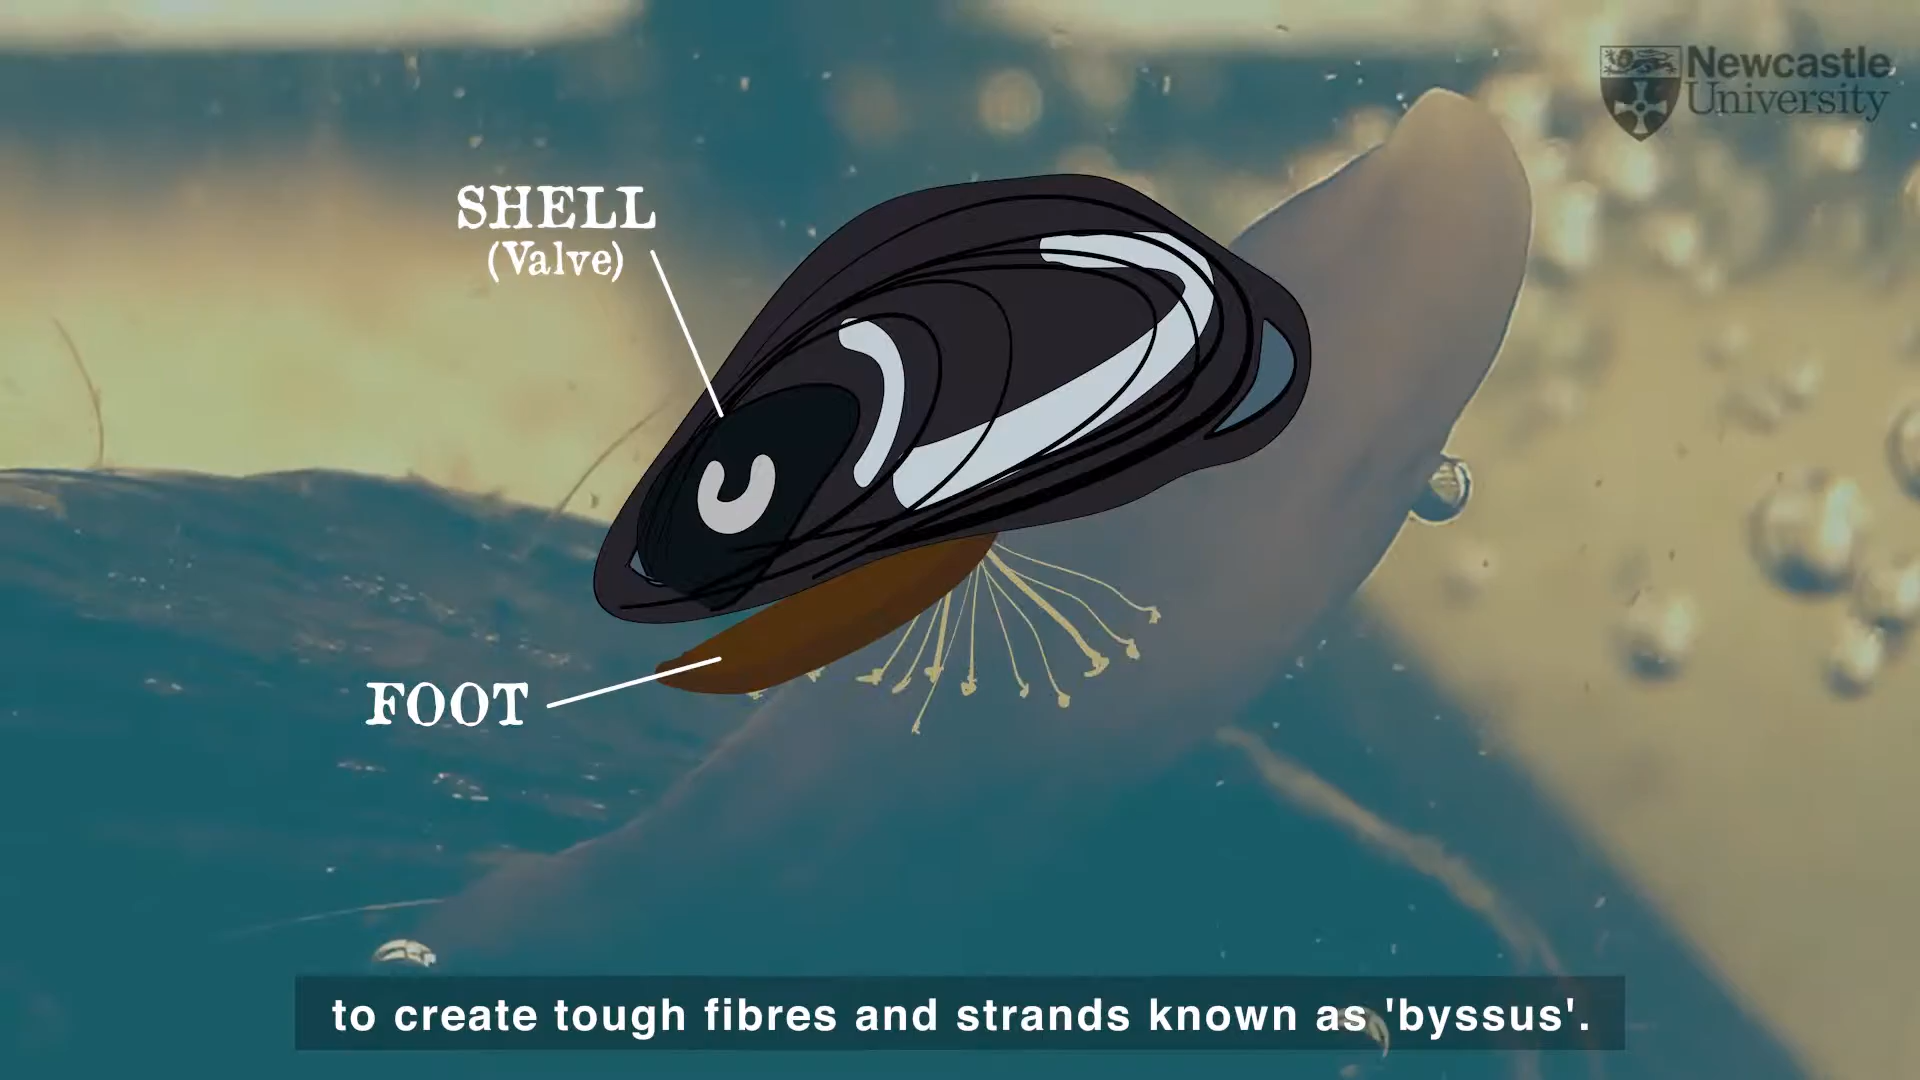 Newcastle
University
SHELL
(Valve)
FOOT
to create tough fibres and strands known as 'byssus'.